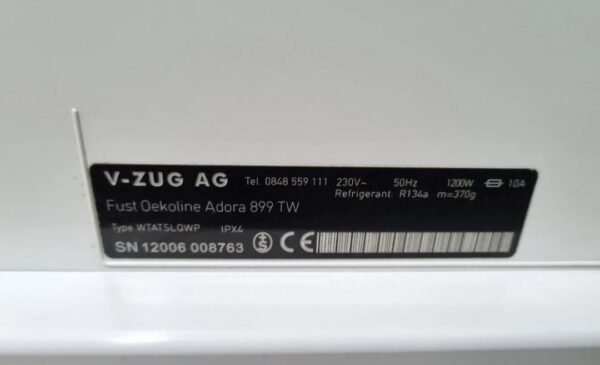 V-ZUG AG Tel. 0848 559 111 230V~ 50Hz 1200W 10A
Refrigerant: R134a m=370g
Fust Oekoline Adora 899 TW
Type WTATSLQWP IPX4
SN 12006 008763 S CE